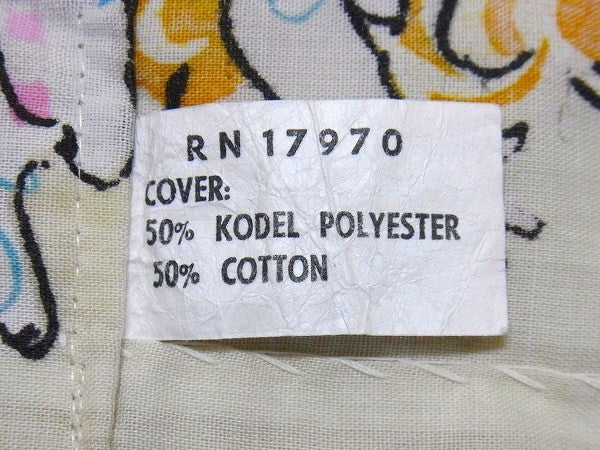 RN 17970
COVER:
50% KODEL POLYESTER
50% COTTON